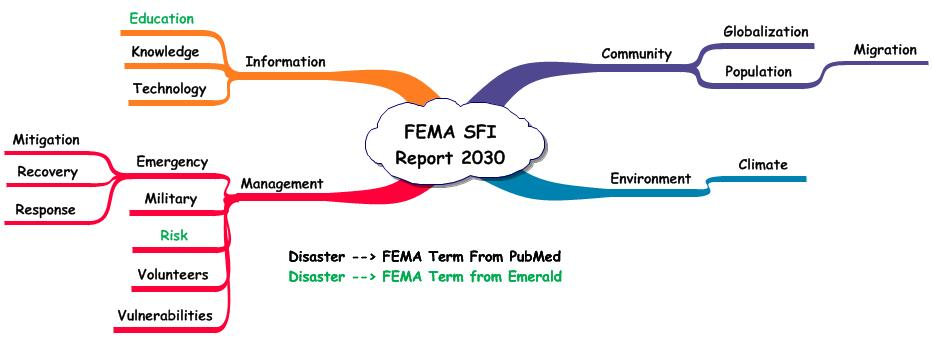 Education
Knowledge
Technology
Information
Community
Globalization
Population
Migration
FEMA SFI
Report 2030
Mitigation
Recovery
Response
Emergency
Military
Risk
Volunteers
Vulnerabilities
Management
Environment
Climate
Disaster --> FEMA Term From PubMed
Disaster --> FEMA Term from Emerald